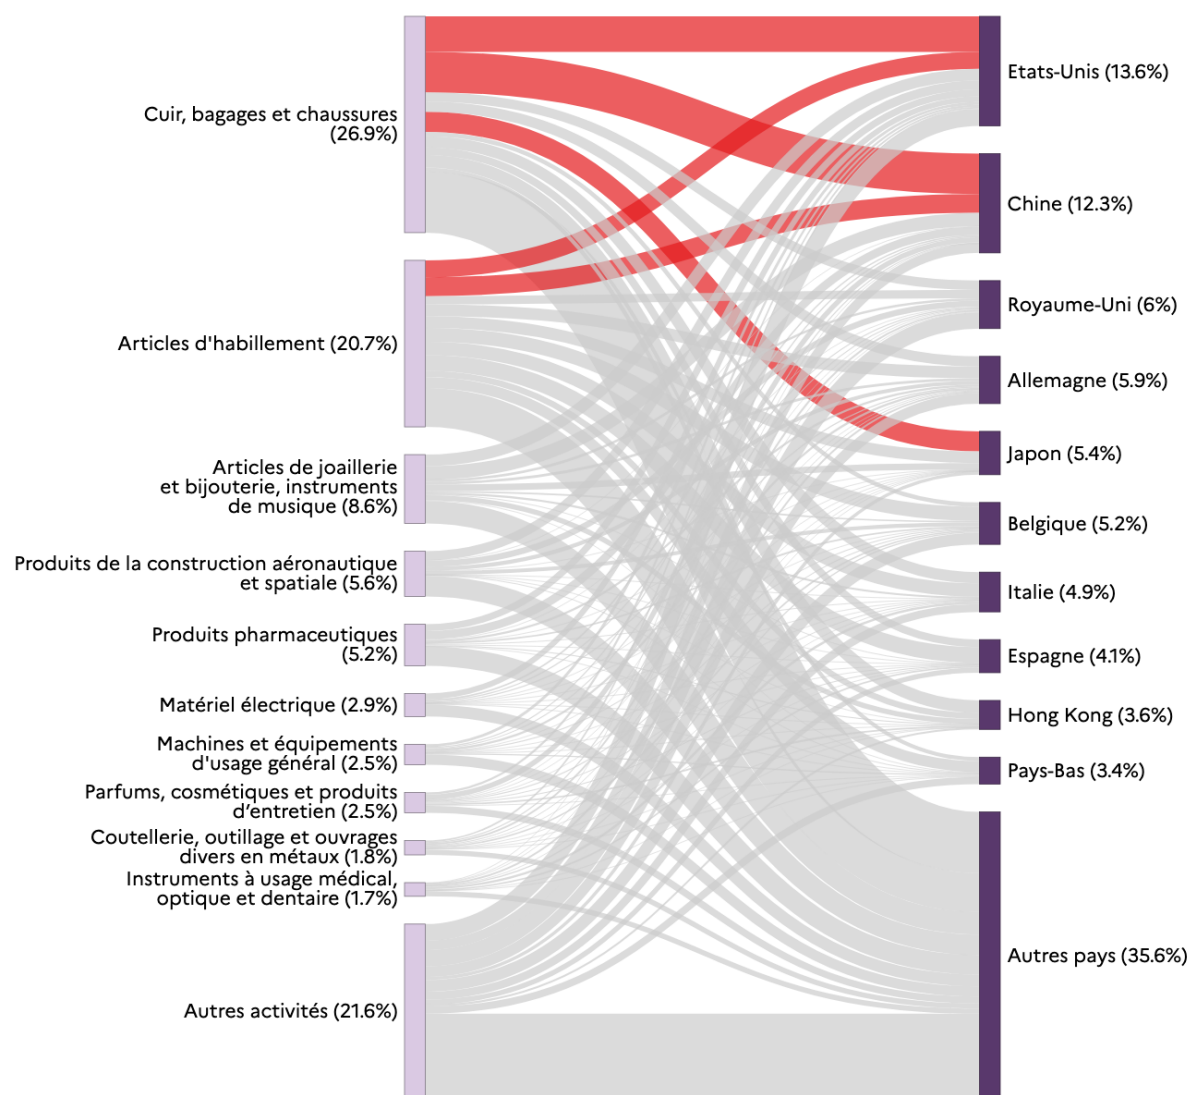 Cuir, bagages et chaussures
(26.9%)
Articles d'habillement (20.7%)
Articles de joaillerie
et bijouterie, instruments
de musique (8.6%)
Produits de la construction aéronautique
et spatiale (5.6%)
Produits pharmaceutiques
(5.2%)
Matériel électrique (2.9%)
Machines et équipements
d'usage général (2.5%)
Parfums, cosmétiques et produits
d’entretien (2.5%)
Coutellerie, outillage et ouvrages
divers en métaux (1.8%)
Instruments à usage médical,
optique et dentaire (1.7%)
Autres activités (21.6%)
Etats-Unis (13.6%)
Chine (12.3%)
Royaume-Uni (6%)
Allemagne (5.9%)
Japon (5.4%)
Belgique (5.2%)
Italie (4.9%)
Espagne (4.1%)
Hong Kong (3.6%)
Pays-Bas (3.4%)
Autres pays (35.6%)